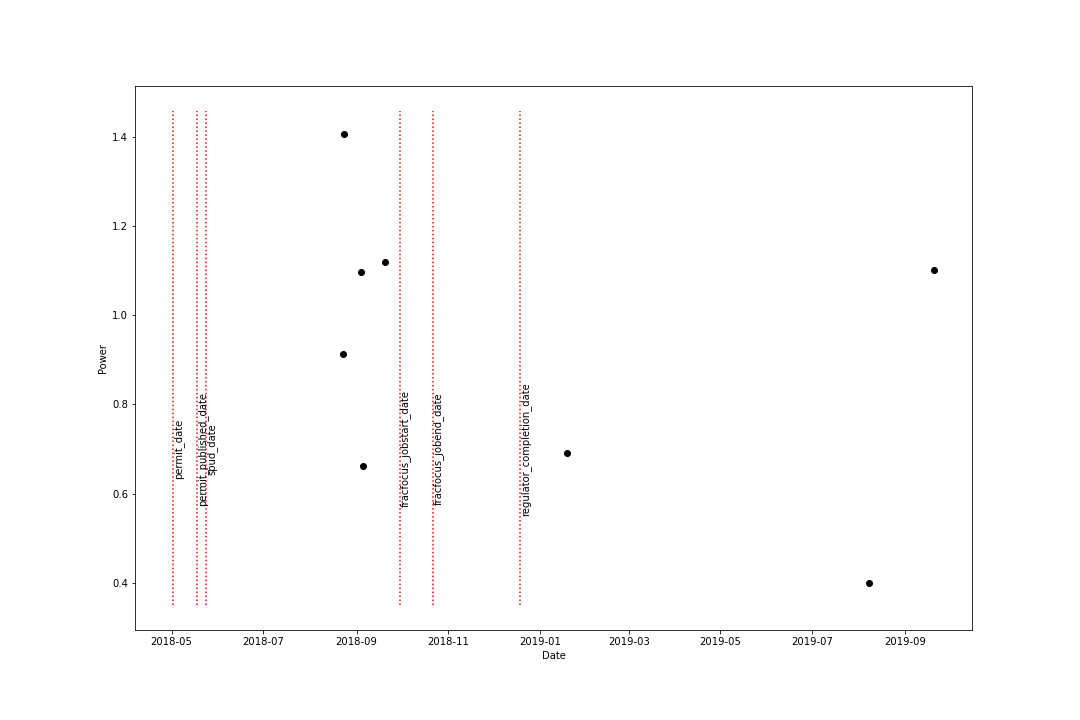 1.4
1.2
1.0
0.8
0.6
0.4
Power
permit_date
permit_published_date
spud_date
fracfocus_jobstart_date
fracfocus_jobend_date
regulator_completion_date
2018-05 2018-07 2018-09 2018-11 2019-01 2019-03 2019-05 2019-07 2019-09
Date